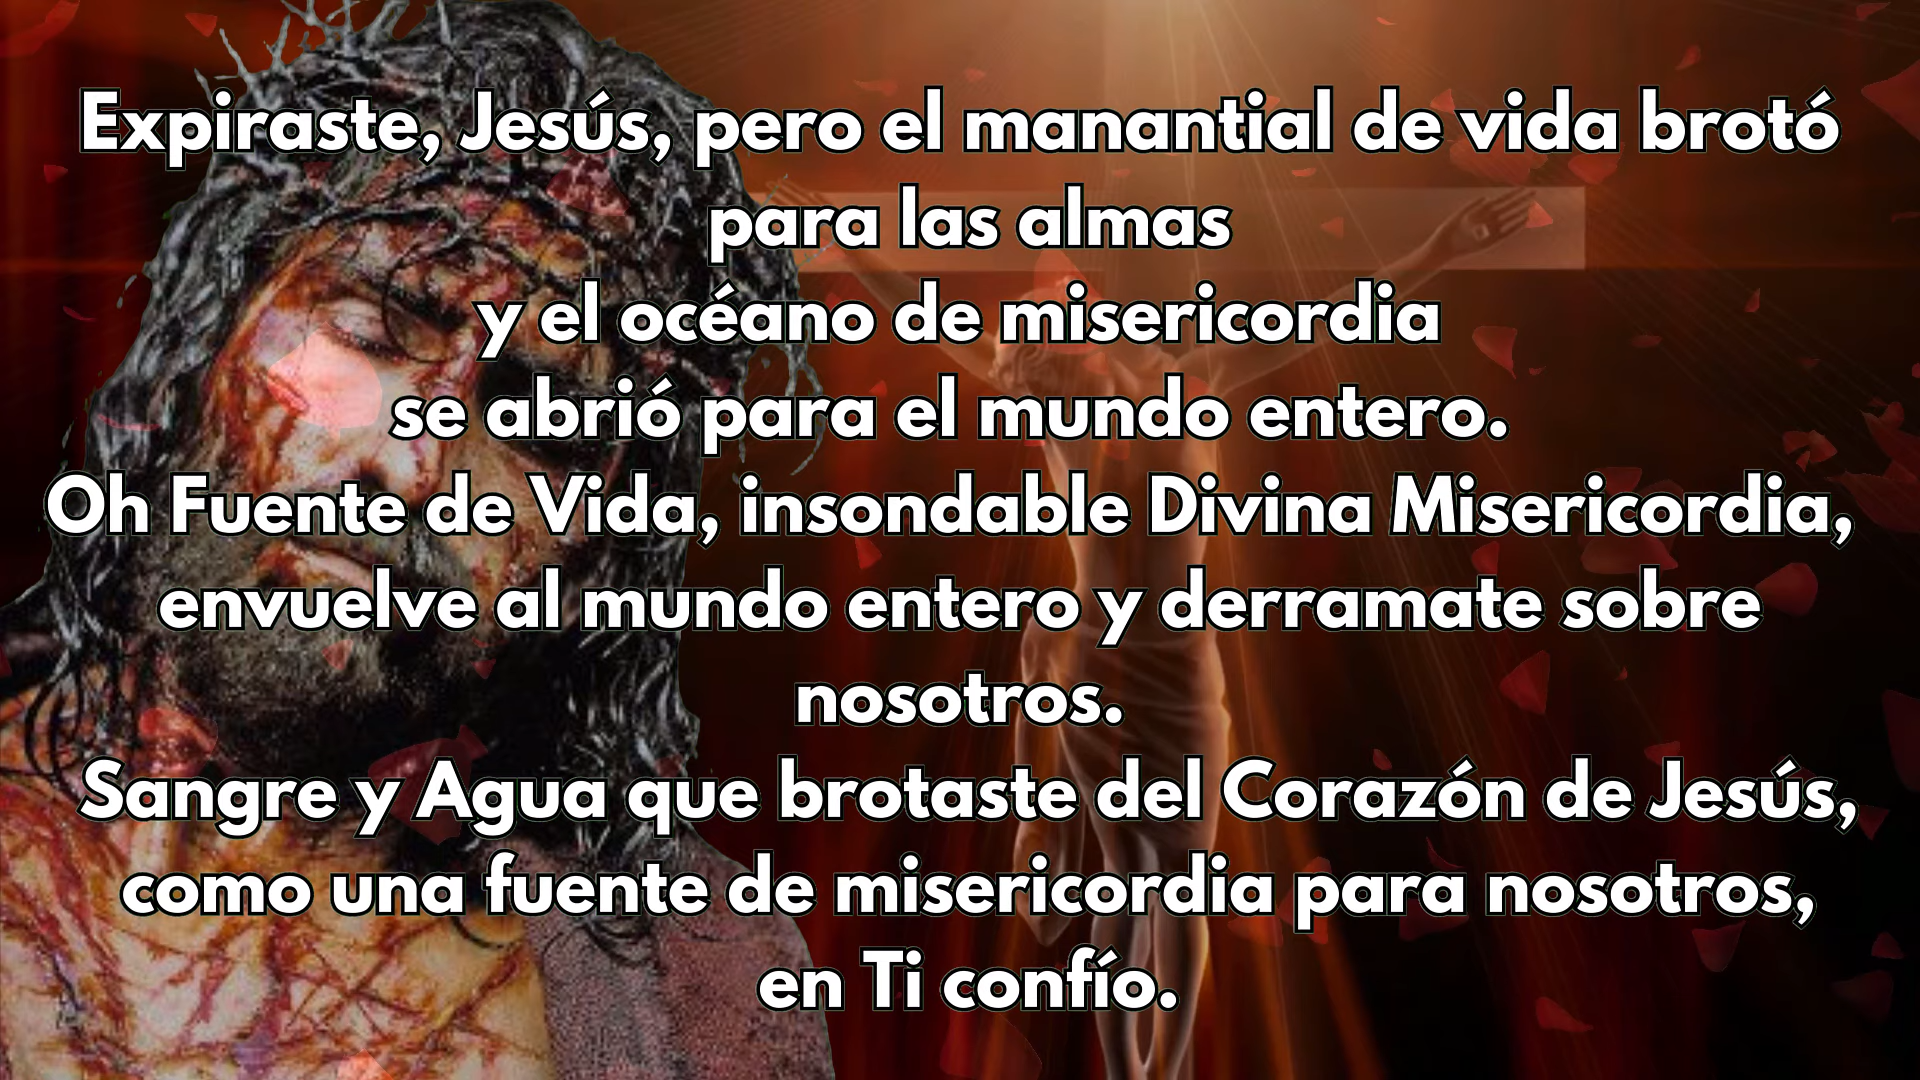 Expiraste, Jesús, pero el manantial de vida brotó
para las almas
y el océano de misericordia
se abrió para el mundo entero.
Oh Fuente de Vida, insondable Divina Misericordia,
envuelve al mundo entero y derramate sobre
nosotros.
Sangre y Agua que brotaste del Corazón de Jesús,
como una fuente de misericordia para nosotros,
en Ti confío.